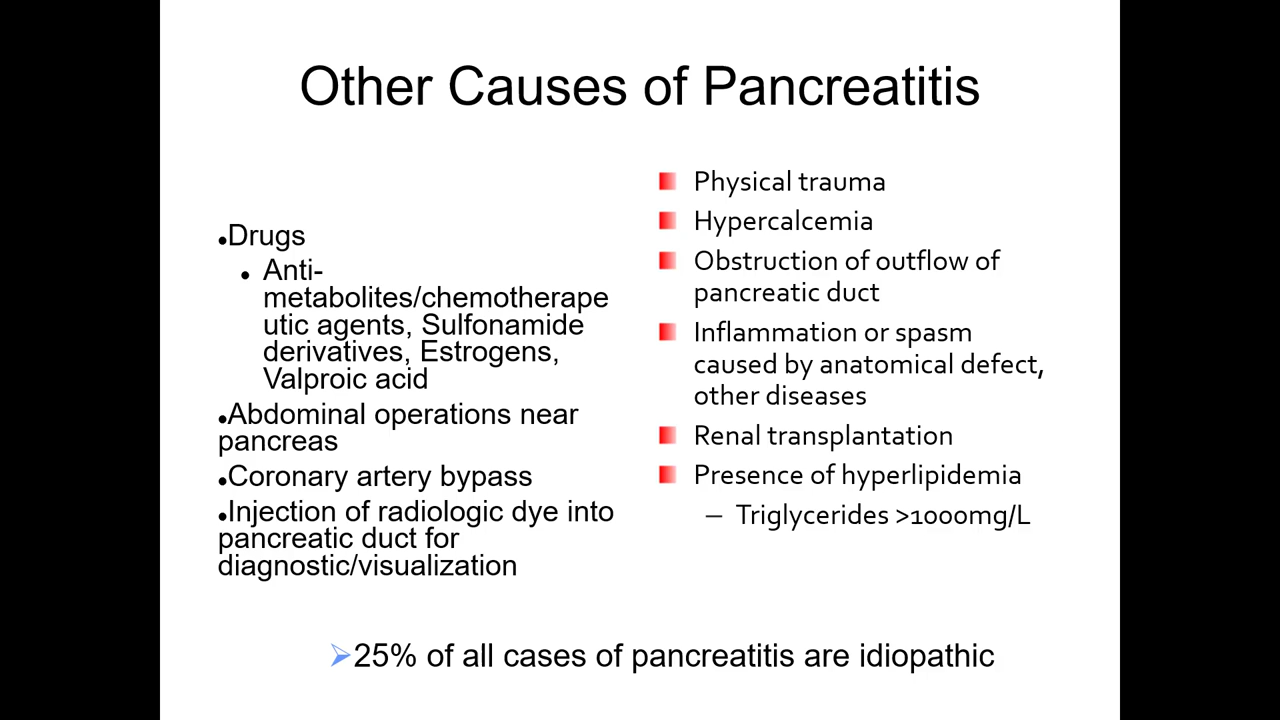 Other Causes of Pancreatitis
•Drugs
• Anti-
metabolites/chemotherape
utic agents, Sulfonamide
derivatives, Estrogens,
Valproic acid
•Abdominal operations near
pancreas
•Coronary artery bypass
•Injection of radiologic dye into
pancreatic duct for
diagnostic/visualization
Physical trauma
Hypercalcemia
Obstruction of outflow of
pancreatic duct
Inflammation or spasm
caused by anatomical defect,
other diseases
Renal transplantation
Presence of hyperlipidemia
– Triglycerides >1000mg/L
➢25% of all cases of pancreatitis are idiopathic